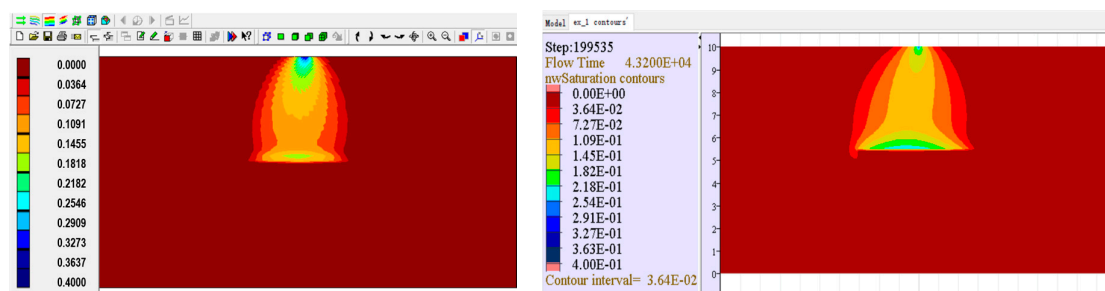 0.0000
0.0364
0.0727
0.1091
0.1455
0.1818
0.2182
0.2546
0.2909
0.3273
0.3637
0.4000
Model ex_1 contours'
Step:199535
Flow Time 4.3200E+04
nwSaturation contours
0.00E+00
3.64E-02
7.27E-02
1.09E-01
1.45E-01
1.82E-01
2.18E-01
2.54E-01
2.91E-01
3.27E-01
3.63E-01
4.00E-01
Contour interval= 3.64E-02
10
9
8
7
6
5
4
3
2
1
0